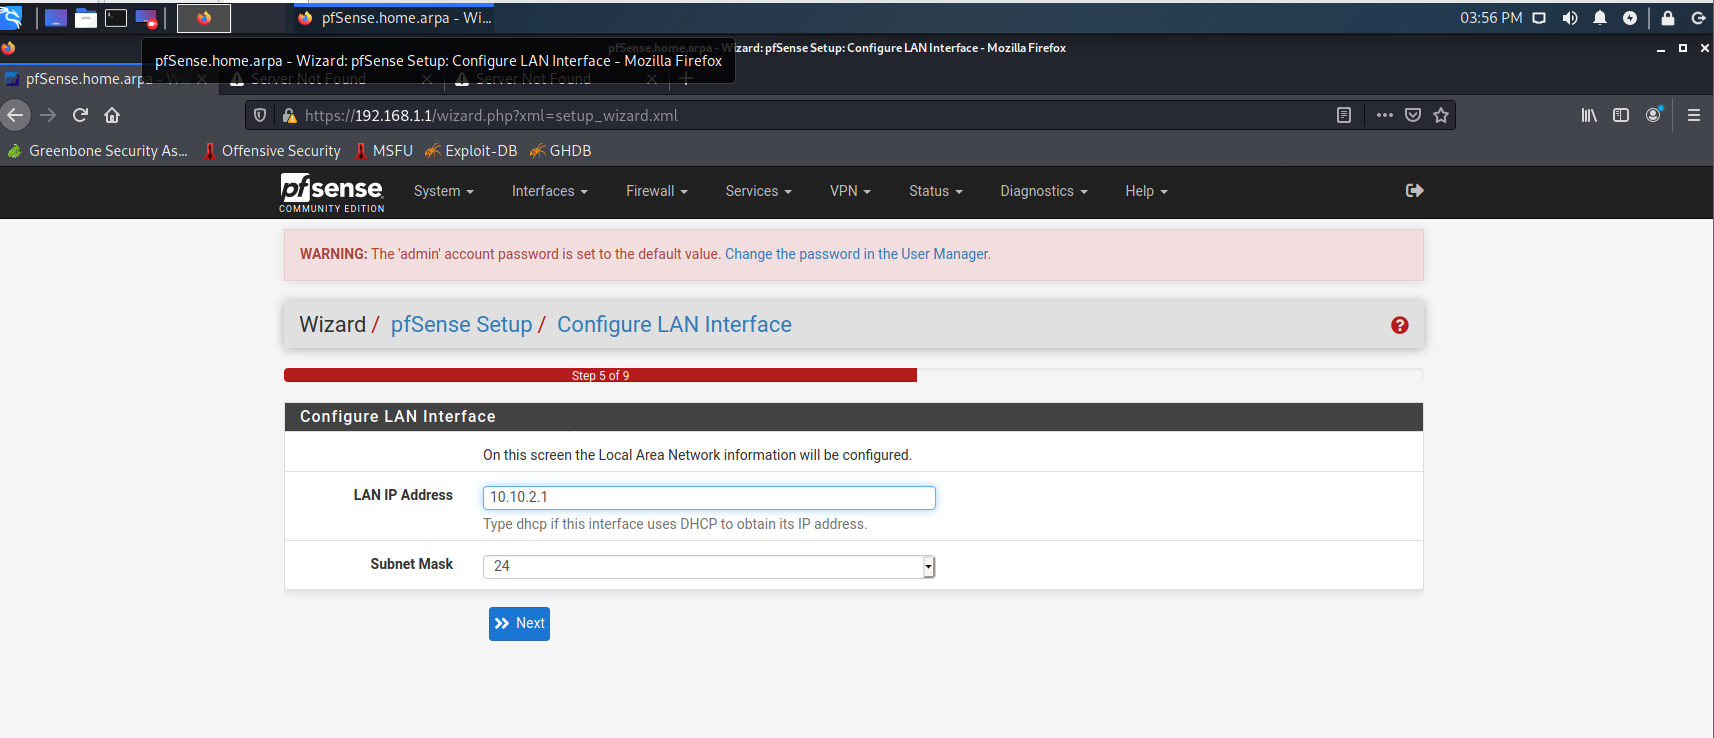 pfSense.home.arpa - Wi...
03:56 PM
pfSense.home.arpa - Wizard: pfSense Setup: Configure LAN Interface - Mozilla Firefox
pfSense.home.arpa - Wizard: pfSense Setup: Configure LAN Interface - Mozilla Firefox
pfSense.home.arpa - Wi
Server Not Found
Server Not Found
https://192.168.1.1/wizard.php?xml=setup_wizard.xml
Greenbone Security As... Offensive Security MSFU Exploit-DB GHDB
pfsense
COMMUNITY EDITION
System Interfaces Firewall Services VPN Status Diagnostics Help
WARNING: The 'admin' account password is set to the default value. Change the password in the User Manager.
Wizard / pfSense Setup / Configure LAN Interface
Step 5 of 9
Configure LAN Interface
On this screen the Local Area Network information will be configured.
LAN IP Address
10.10.2.1
Type dhcp if this interface uses DHCP to obtain its IP address.
Subnet Mask
24
Next